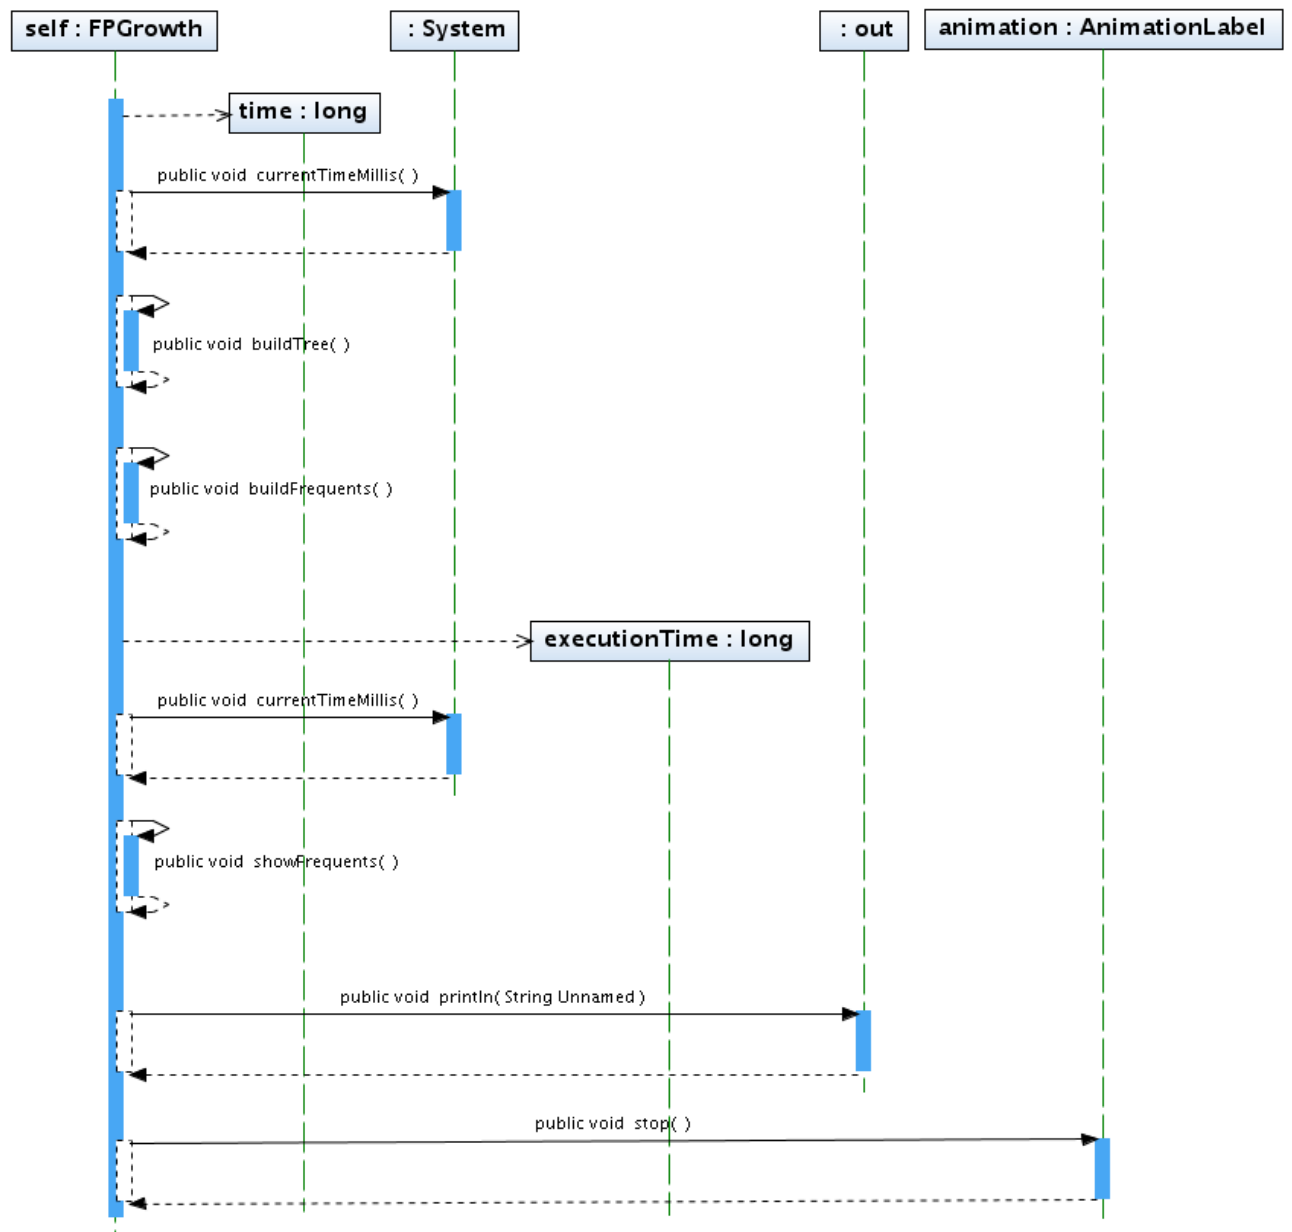 self : FPGrowth
: System
: out
animation : AnimationLabel
time : long
public void currentTimeMillis( )
public void buildTree( )
public void buildFrequents( )
executionTime : long
public void currentTimeMillis( )
public void showFrequents( )
public void println( String Unnamed )
public void stop( )